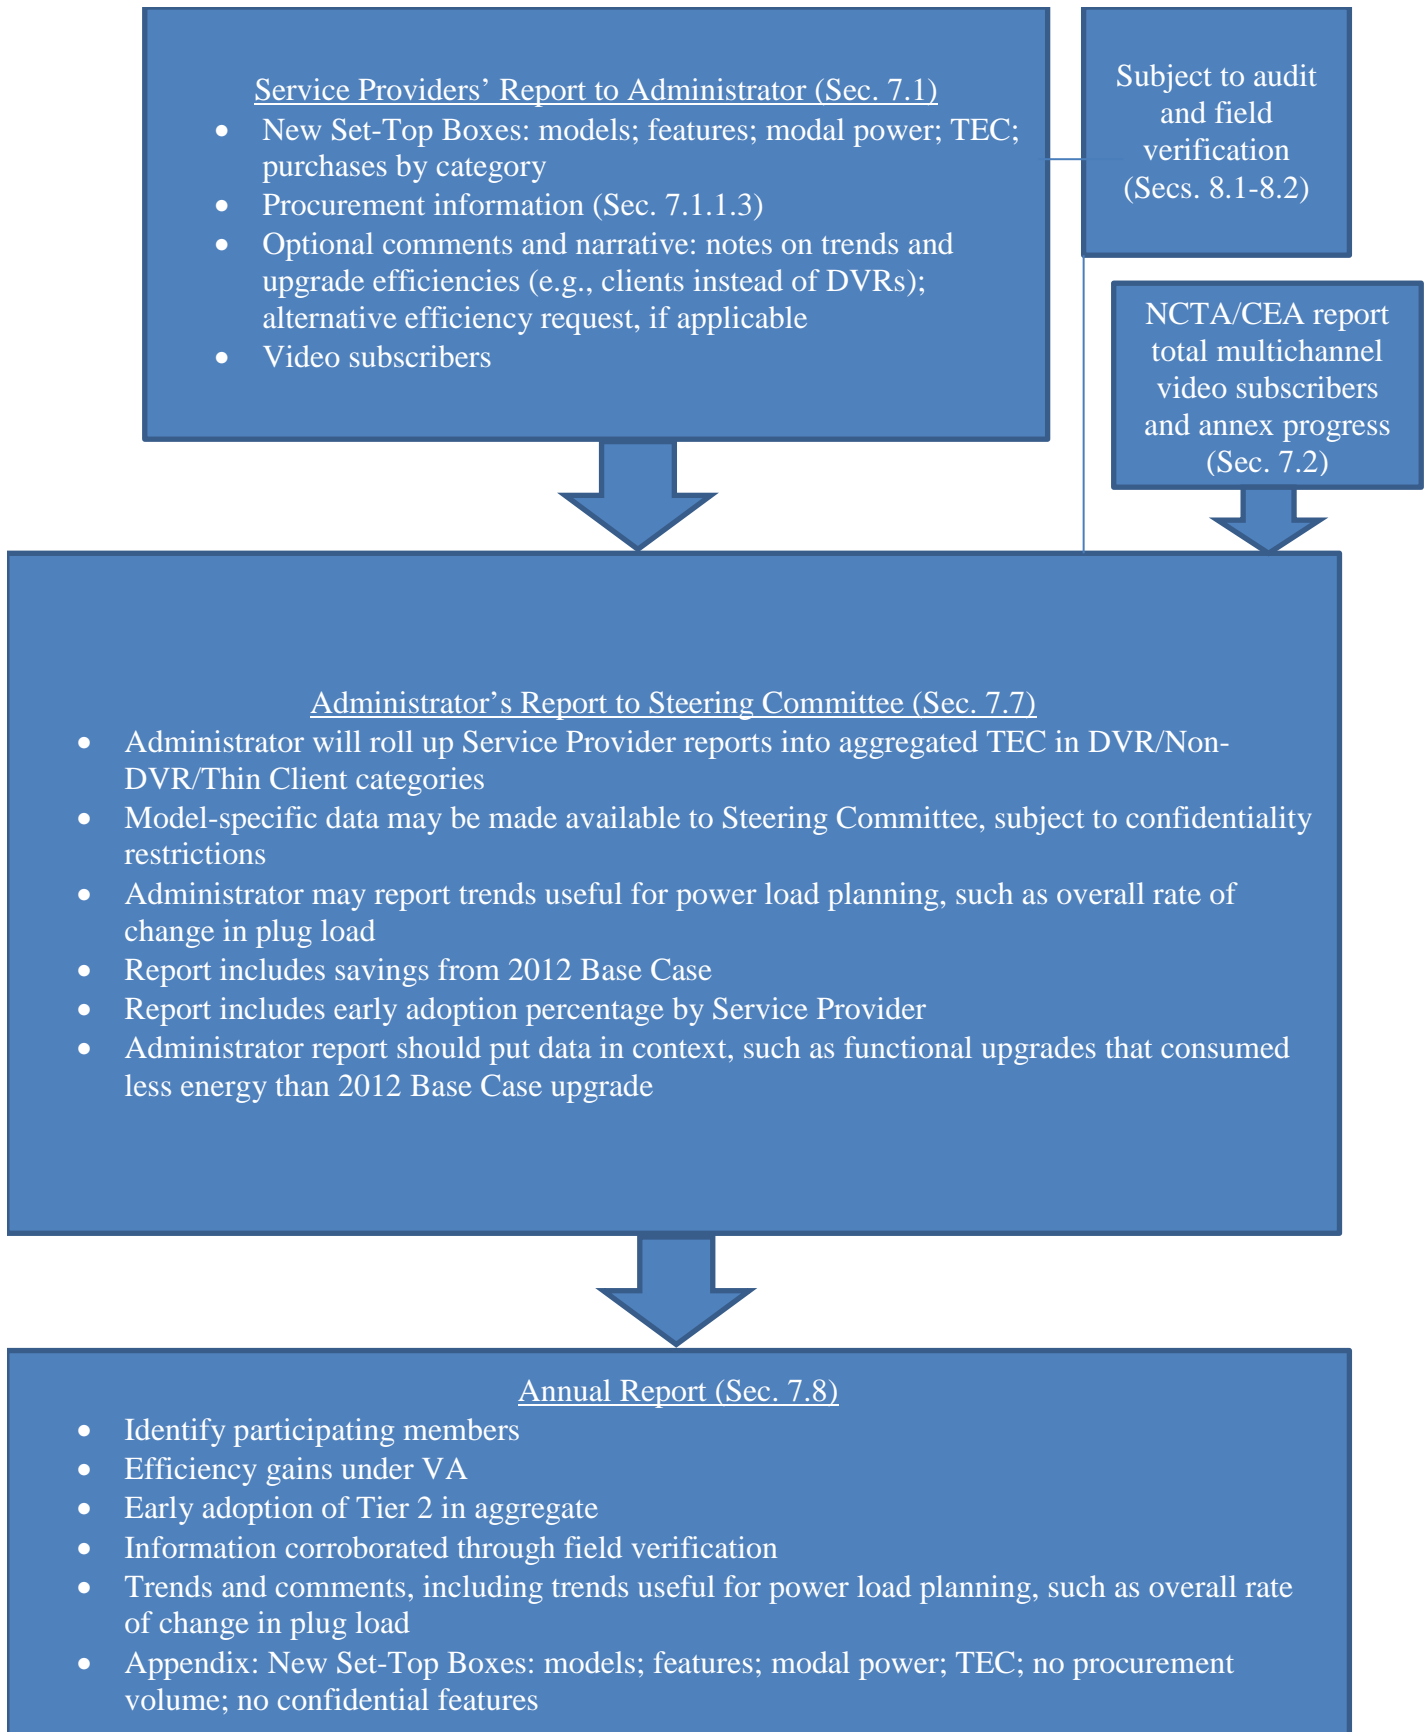 Service Providers’ Report to Administrator (Sec. 7.1)
• New Set-Top Boxes: models; features; modal power; TEC;
purchases by category
• Procurement information (Sec. 7.1.1.3)
• Optional comments and narrative: notes on trends and
upgrade efficiencies (e.g., clients instead of DVRs);
alternative efficiency request, if applicable
• Video subscribers
Subject to audit
and field
verification
(Secs. 8.1-8.2)
NCTA/CEA report
total multichannel
video subscribers
and annex progress
(Sec. 7.2)
Administrator’s Report to Steering Committee (Sec. 7.7)
• Administrator will roll up Service Provider reports into aggregated TEC in DVR/Non-
DVR/Thin Client categories
• Model-specific data may be made available to Steering Committee, subject to confidentiality
restrictions
• Administrator may report trends useful for power load planning, such as overall rate of
change in plug load
• Report includes savings from 2012 Base Case
• Report includes early adoption percentage by Service Provider
• Administrator report should put data in context, such as functional upgrades that consumed
less energy than 2012 Base Case upgrade
Annual Report (Sec. 7.8)
• Identify participating members
• Efficiency gains under VA
• Early adoption of Tier 2 in aggregate
• Information corroborated through field verification
• Trends and comments, including trends useful for power load planning, such as overall rate
of change in plug load
• Appendix: New Set-Top Boxes: models; features; modal power; TEC; no procurement
volume; no confidential features